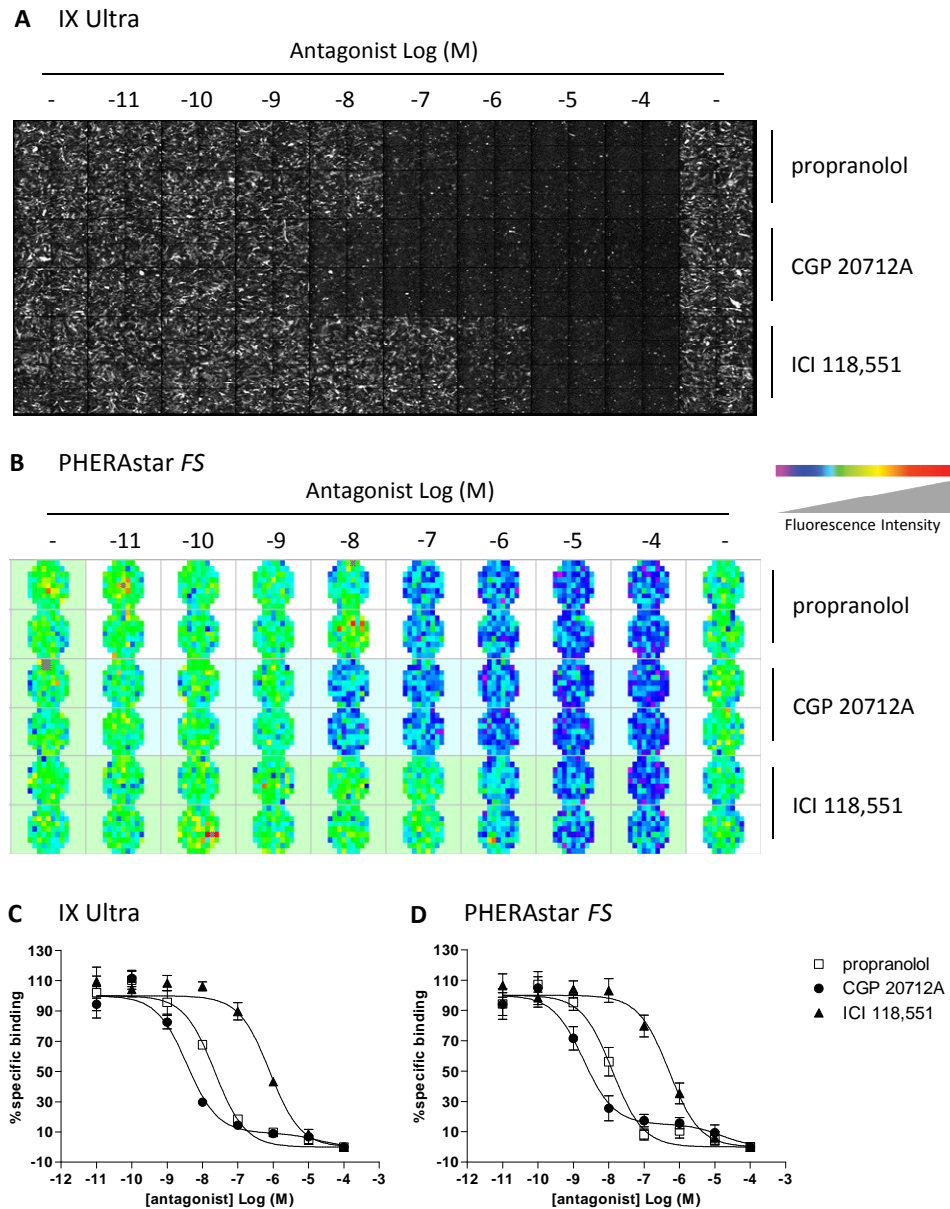 A IX Ultra
Antagonist Log (M)
- -11 -10 -9 -8 -7 -6 -5 -4 -
propranolol
CGP 20712A
ICI 118,551
B PHERAstar FS
Antagonist Log (M)
Fluorescence Intensity
- -11 -10 -9 -8 -7 -6 -5 -4 -
propranolol
CGP 20712A
ICI 118,551
C IX Ultra
%specific binding
130
110
90
70
50
30
10
-10
-12 -11 -10 -9 -8 -7 -6 -5 -4 -3
[antagonist] Log (M)
D PHERAstar FS
%specific binding
130
110
90
70
50
30
10
-10
-12 -11 -10 -9 -8 -7 -6 -5 -4 -3
[antagonist] Log (M)
propranolol
CGP 20712A
ICI 118,551